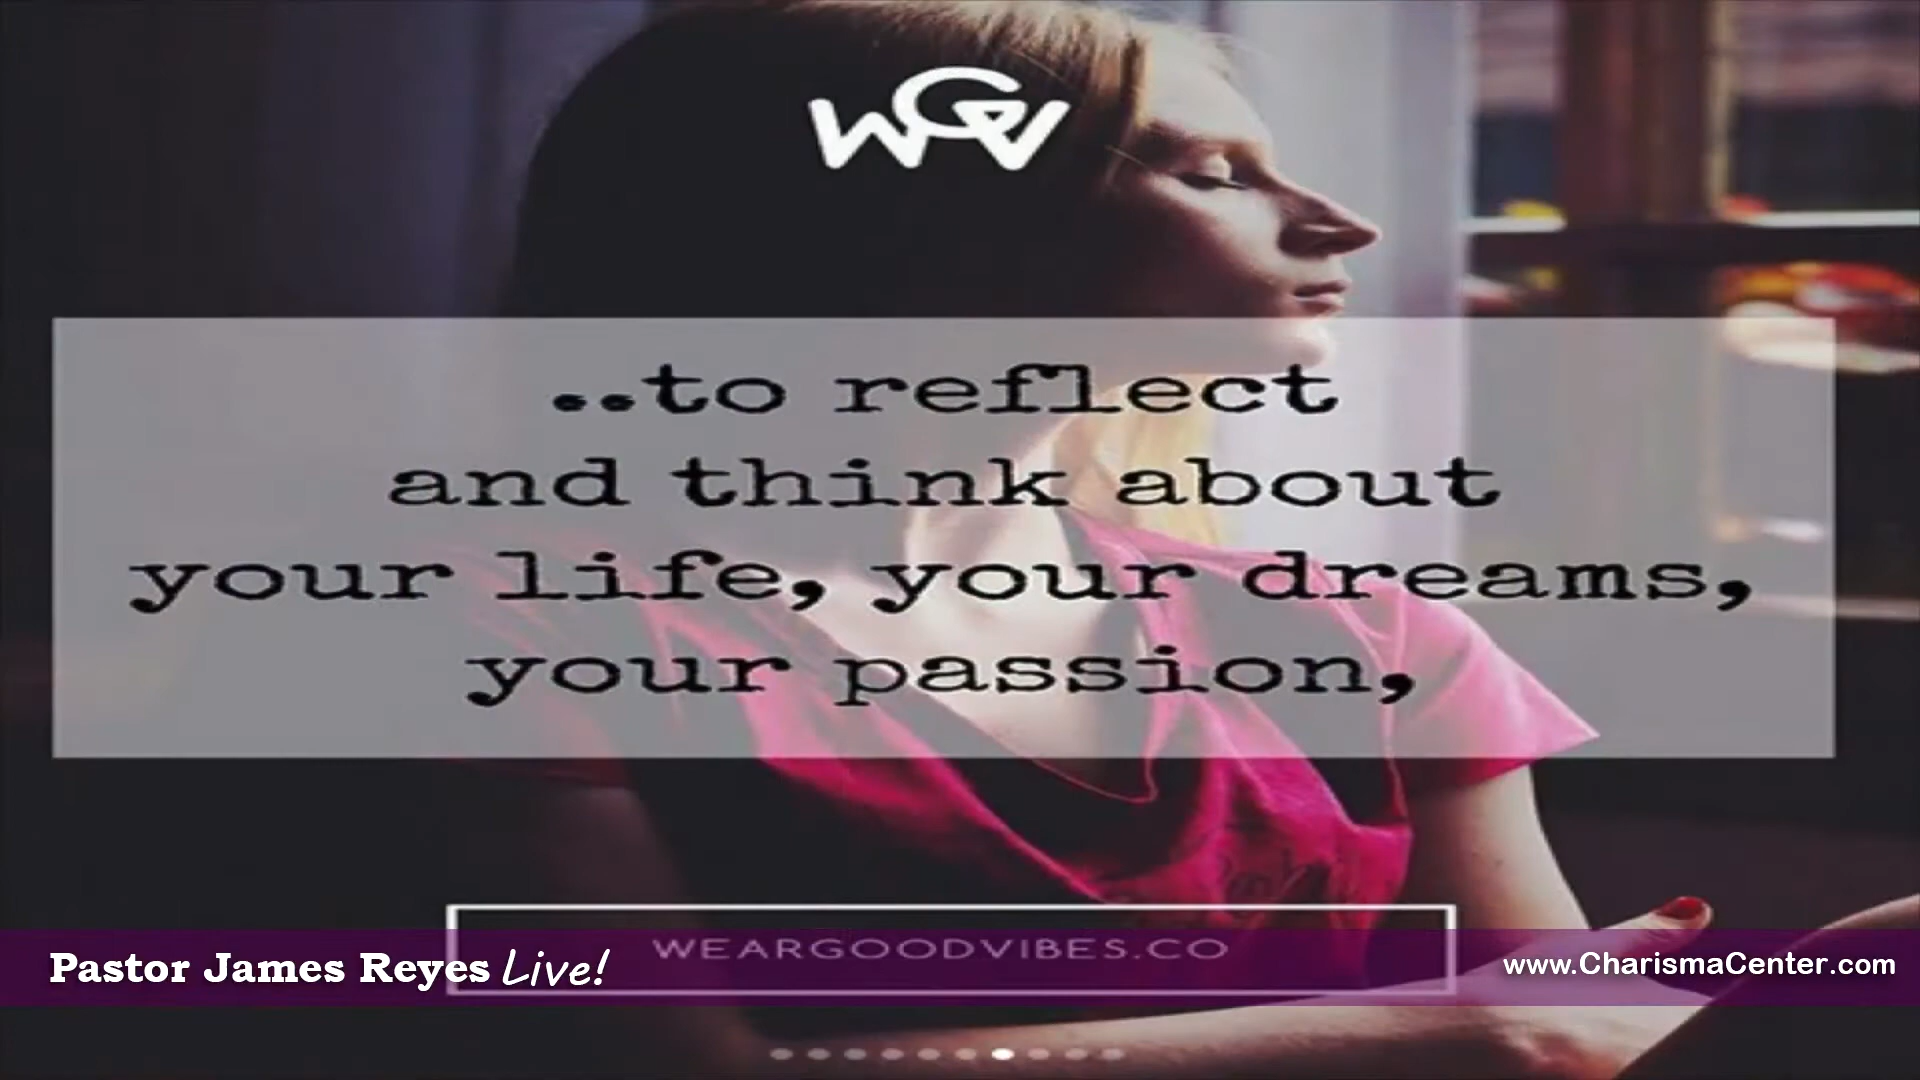 WGV
..to reflect
and think about
your life, your dreams,
your passion,
WEARGOODVIBES.CO
Pastor James Reyes Live!
www.CharismaCenter.com